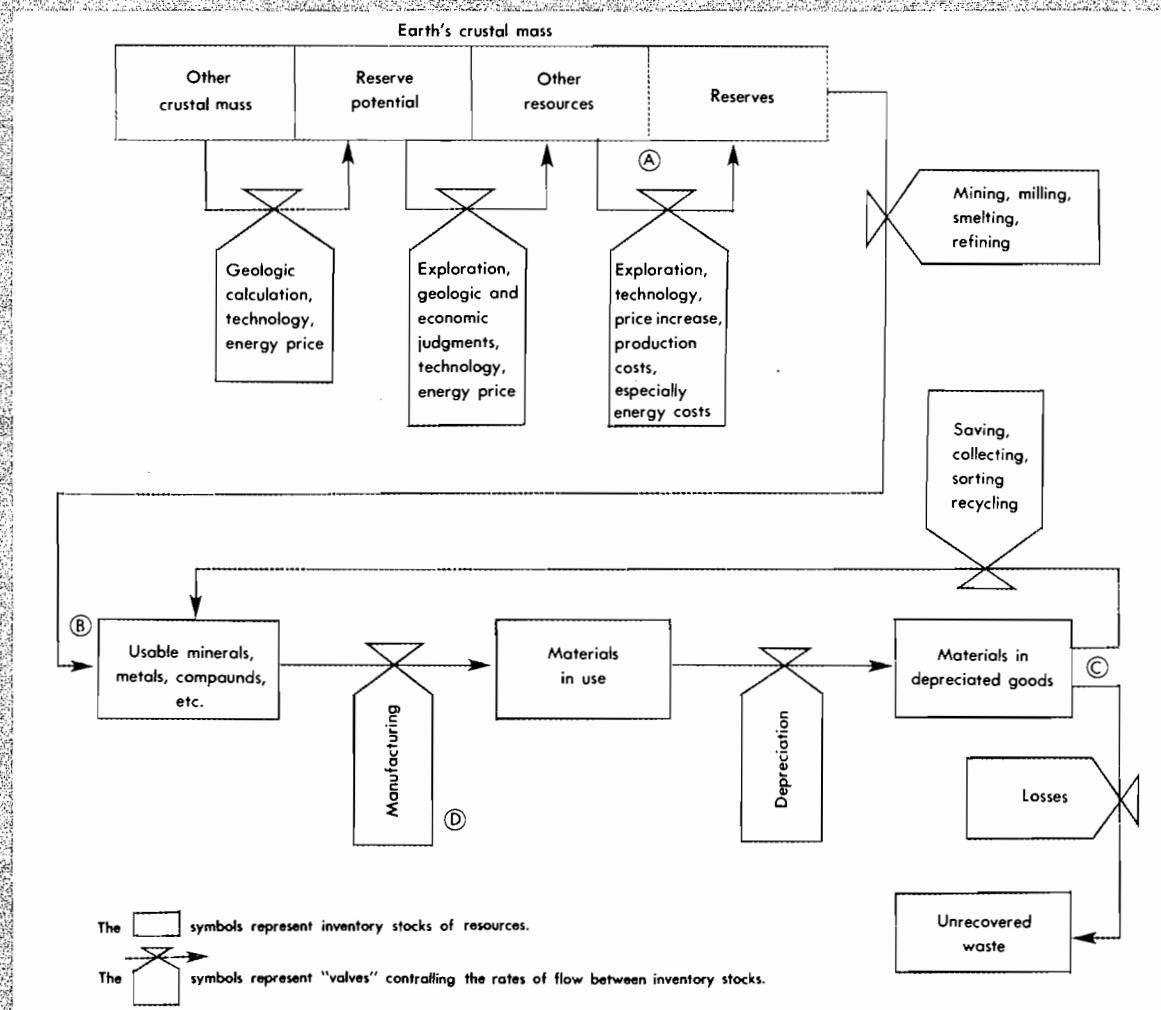 Earth's crustal mass
Other
crustal mass
Reserve
potential
Other
resources
Reserves
Ⓐ
Mining, milling,
smelting,
refining
Geologic
calculation,
technology,
energy price
Exploration,
geologic and
economic
judgments,
technology,
energy price
Exploration,
technology,
price increase,
production
costs,
especially
energy costs
Saving,
collecting,
sorting
recycling
Ⓑ
Usable minerals,
metals, compaunds,
etc.
Manufacturing
Ⓓ
Materials
in use
Depreciation
Materials in
depreciated goods
Ⓒ
Losses
Unrecovered
waste
The symbols represent inventory stocks of resources.
The symbols represent "valves" contralling the rates of flow between inventory stocks.